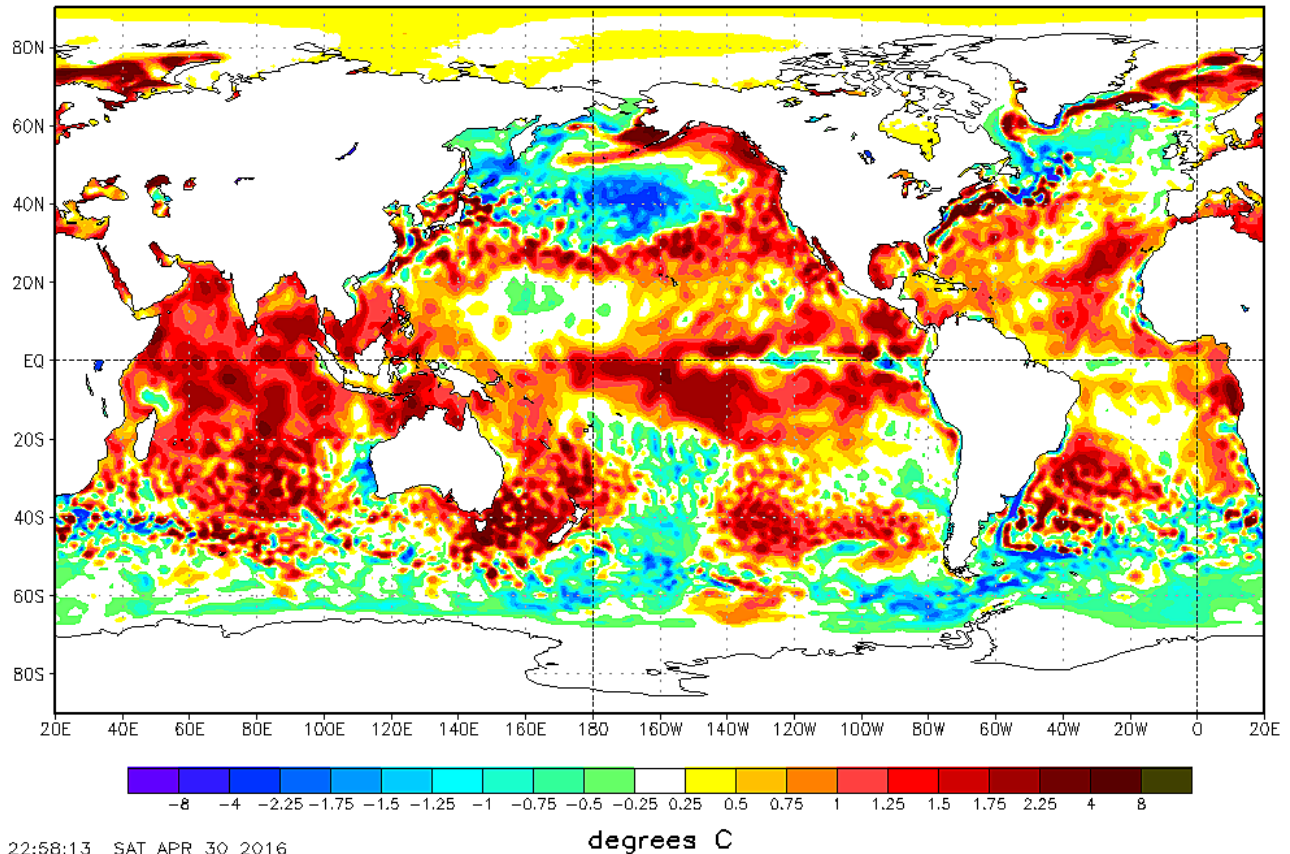 80N
60N
40N
20N
EQ
20S
40S
60S
80S
20E 40E 60E 80E 100E 120E 140E 160E 180 160W 140W 120W 100W 80W 60W 40W 20W 0 20E
-8 -4 -2.25 -1.75 -1.5 -1.25 -1 -0.75 -0.5 -0.25 0.25 0.5 0.75 1 1.25 1.5 1.75 2.25 4 8
degrees C
22:58:13 SAT APR 30 2016